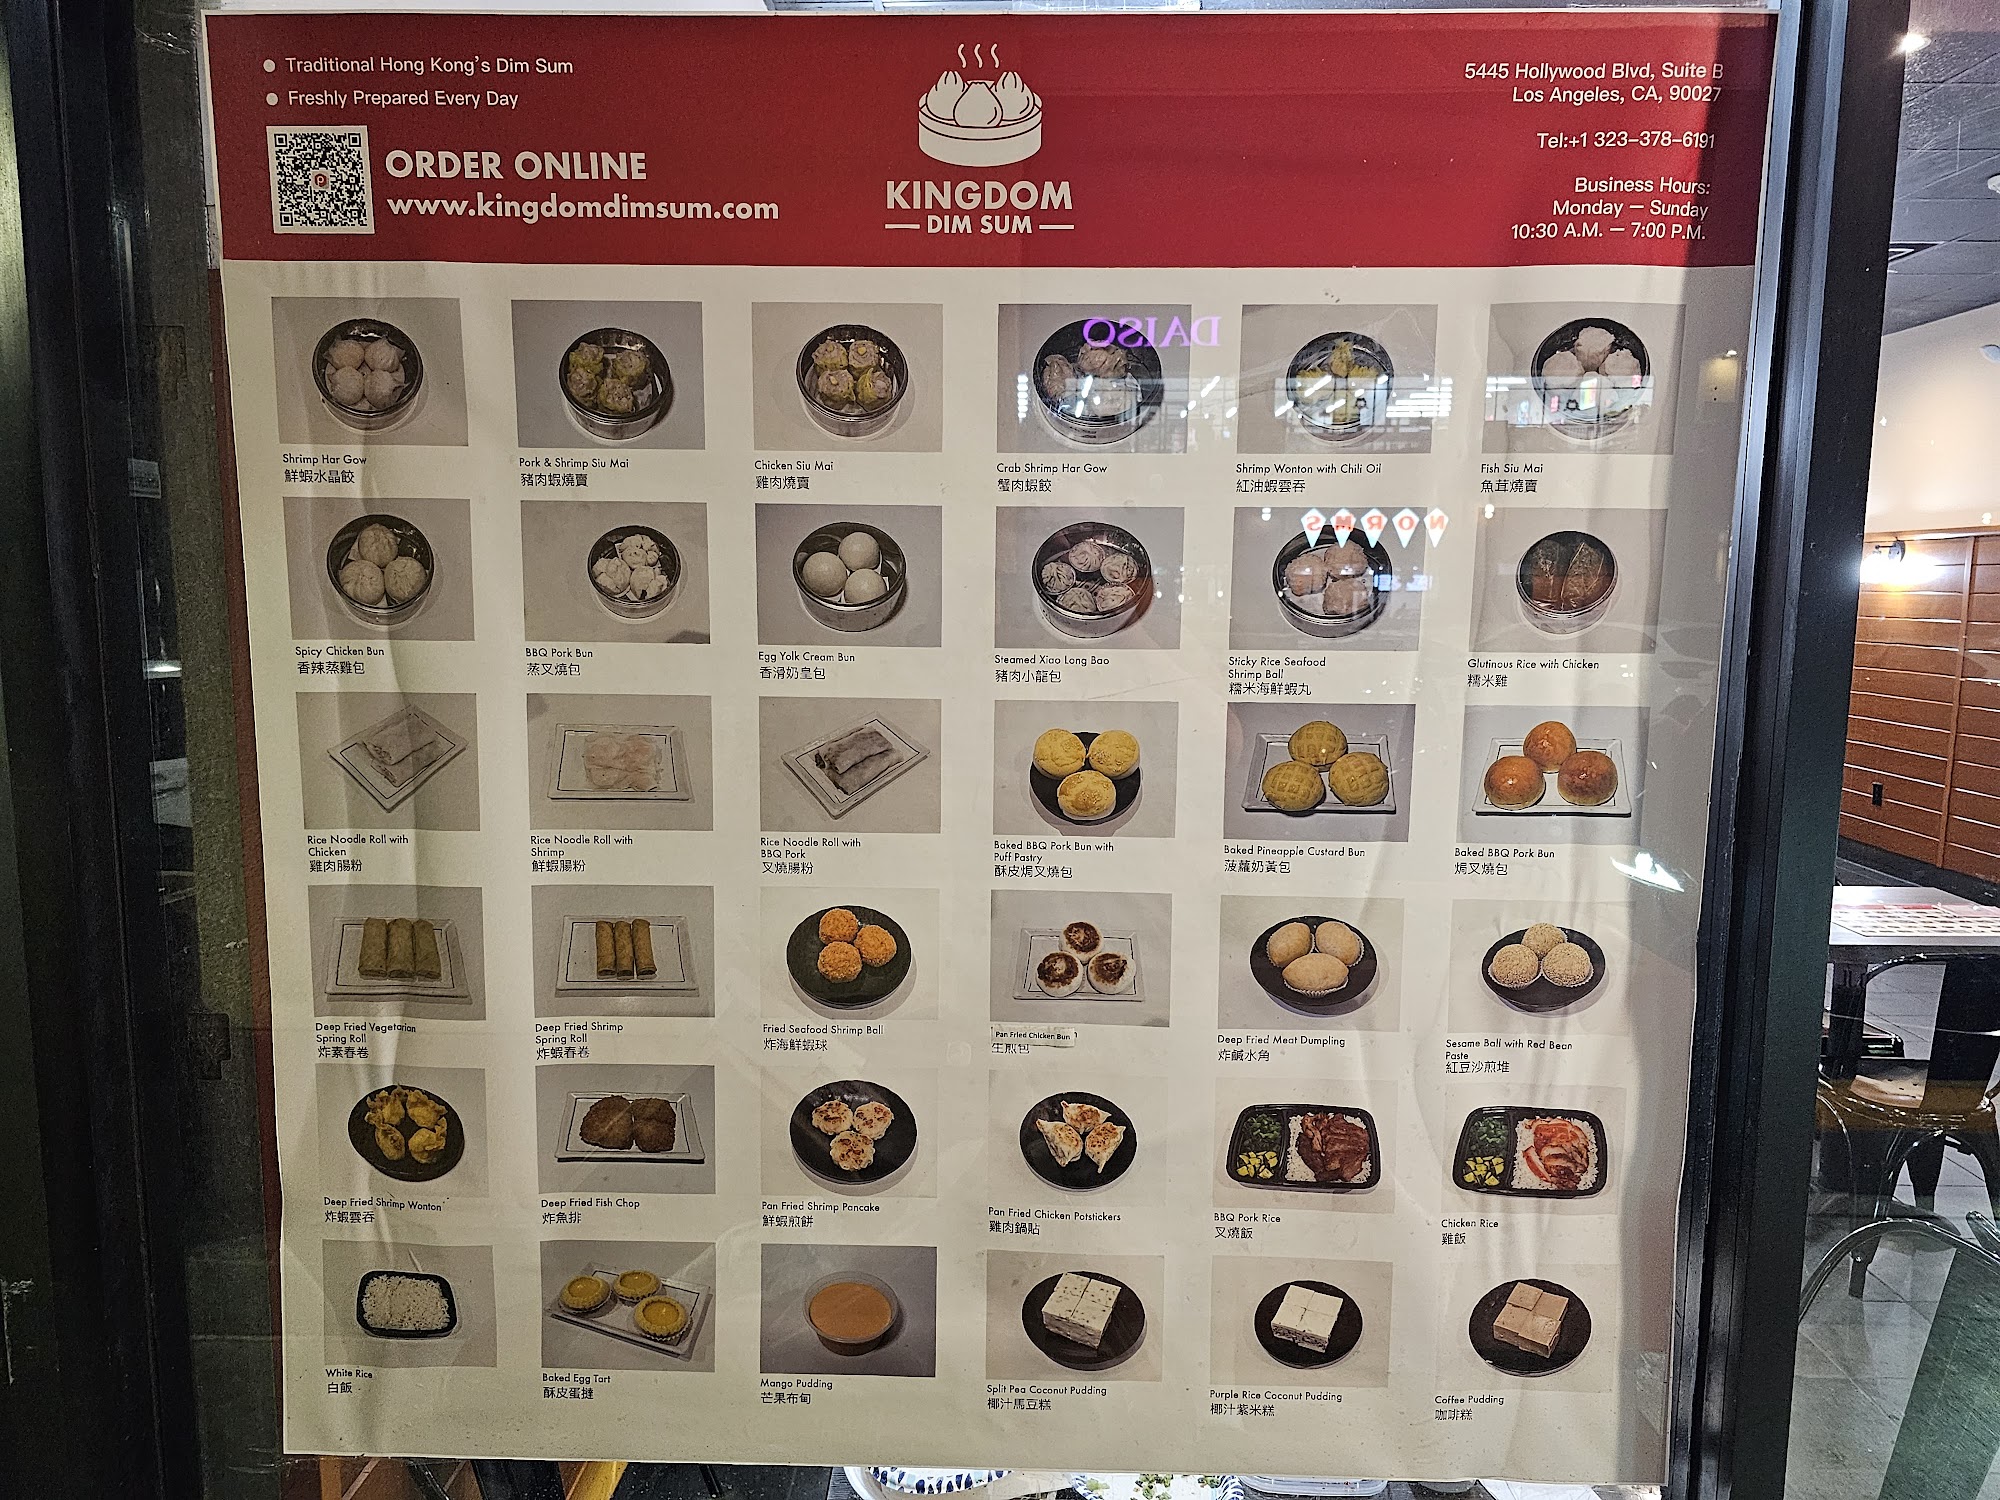 Traditional Hong Kong's Dim Sum
Freshly Prepared Every Day
ORDER ONLINE
www.kingdomdimsum.com
KINGDOM
DIM SUM
5445 Hollywood Blvd, Suite B
Los Angeles, CA, 90027
Tel:+1 323-378-6191
Business Hours:
Monday — Sunday
10:30 A.M. — 7:00 P.M.
DAISO
Shrimp Har Gow
鮮蝦水晶餃
Pork & Shrimp Siu Mai
豬肉蝦燒賣
Chicken Siu Mai
雞肉燒賣
Crab Shrimp Har Gow
蟹肉蝦餃
Shrimp Wonton with Chili Oil
紅油蝦雲吞
Fish Siu Mai
魚茸燒賣
NORMS
Spicy Chicken Bun
香辣蒸雞包
BBQ Pork Bun
蒸叉燒包
Egg Yolk Cream Bun
香滑奶皇包
Steamed Xiao Long Bao
豬肉小龍包
Sticky Rice Seafood
Shrimp Ball
糯米海鮮蝦丸
Glutinous Rice with Chicken
糯米雞
Rice Noodle Roll with
Chicken
雞肉腸粉
Rice Noodle Roll with
Shrimp
鮮蝦腸粉
Rice Noodle Roll with
BBQ Pork
叉燒腸粉
Baked BBQ Pork Bun with
Puff Pastry
酥皮焗叉燒包
Baked Pineapple Custard Bun
菠蘿奶黃包
Baked BBQ Pork Bun
焗叉燒包
Deep Fried Vegetarian
Spring Roll
炸素春卷
Deep Fried Shrimp
Spring Roll
炸蝦春卷
Fried Seafood Shrimp Ball
炸海鮮蝦球
Pan Fried Chicken Bun
生煎包
Deep Fried Meat Dumpling
炸鹹水角
Sesame Ball with Red Bean
Paste
紅豆沙煎堆
Deep Fried Shrimp Wonton
炸蝦雲吞
Deep Fried Fish Chop
炸魚排
Pan Fried Shrimp Pancake
鮮蝦煎餅
Pan Fried Chicken Potstickers
雞肉鍋貼
BBQ Pork Rice
叉燒飯
Chicken Rice
雞飯
White Rice
白飯
Baked Egg Tart
酥皮蛋撻
Mango Pudding
芒果布甸
Split Pea Coconut Pudding
椰汁馬豆糕
Purple Rice Coconut Pudding
椰汁紫米糕
Coffee Pudding
咖啡糕